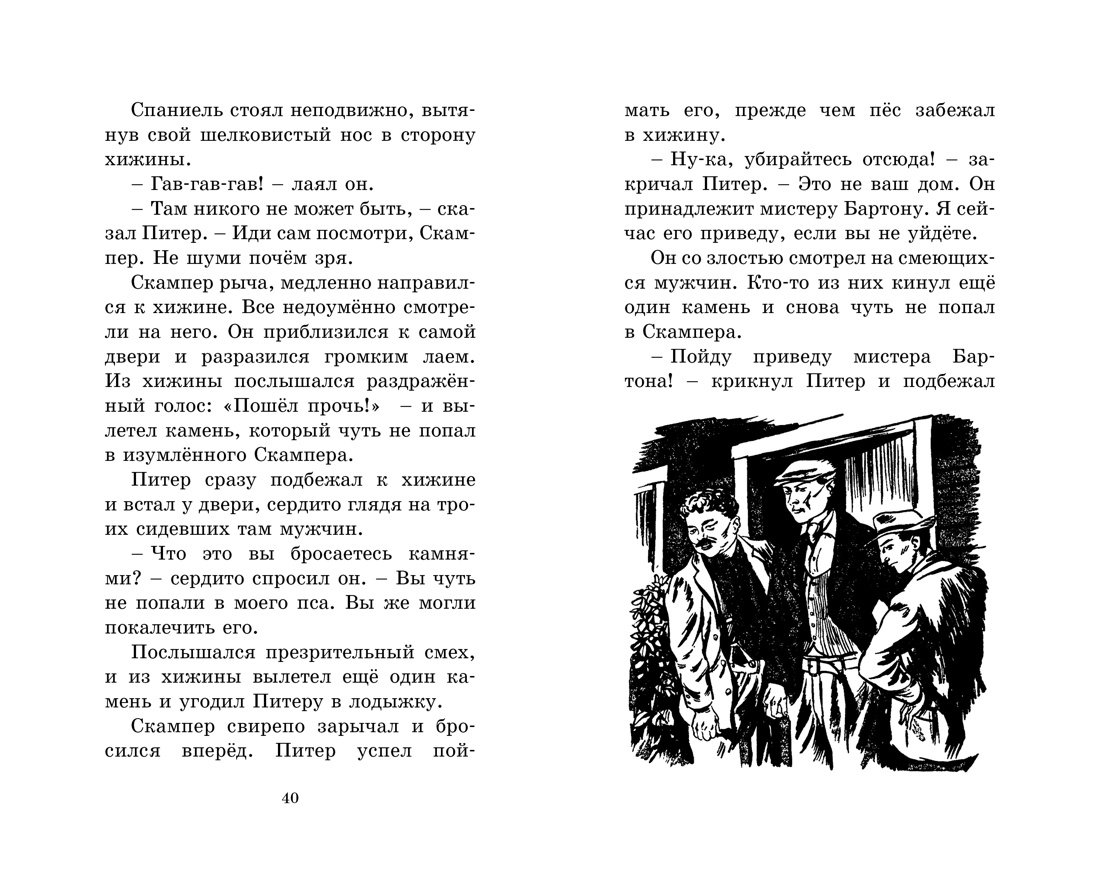 Спаниель стоял неподвижно, вытя-
нув свой шелковистый нос в сторону
хижины.
– Гав-гав-гав! – лаял он.
– Там никого не может быть, – ска-
зал Питер. – Иди сам посмотри, Скам-
пер. Не шуми почём зря.
Скампер рыча, медленно направил-
ся к хижине. Все недоумённо смотре-
ли на него. Он приблизился к самой
двери и разразился громким лаем.
Из хижины послышался раздражён-
ный голос: «Пошёл прочь!» – и вы-
летел камень, который чуть не попал
в изумлённого Скампера.
Питер сразу подбежал к хижине
и встал у двери, сердито глядя на тро-
их сидевших там мужчин.
– Что это вы бросаетесь камня-
ми? – сердито спросил он. – Вы чуть
не попали в моего пса. Вы же могли
покалечить его.
Послышался презрительный смех,
и из хижины вылетел ещё один ка-
мень и угодил Питеру в лодыжку.
Скампер свирепо зарычал и бро-
сился вперёд. Питер успел пой-
40
мать его, прежде чем пёс забежал
в хижину.
– Ну-ка, убирайтесь отсюда! – за-
кричал Питер. – Это не ваш дом. Он
принадлежит мистеру Бартону. Я сей-
час его приведу, если вы не уйдёте.
Он со злостью смотрел на смеющих-
ся мужчин. Кто-то из них кинул ещё
один камень и снова чуть не попал
в Скампера.
– Пойду приведу мистера Бар-
тона! – крикнул Питер и подбежал